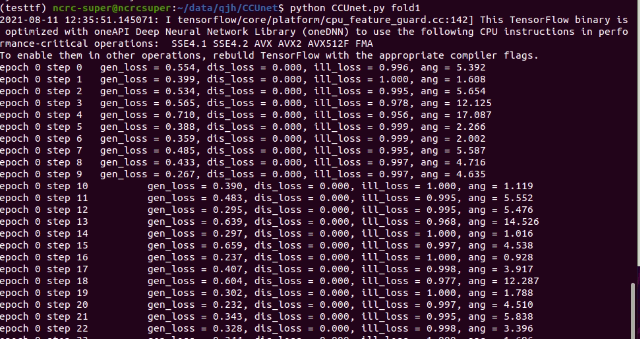 (testtf) ncrc-super@ncrcsuper:~/data/qjh/CCUnet$ python CCUnet.py fold1
2021-08-11 12:35:51.145071: I tensorflow/core/platform/cpu_feature_guard.cc:142] This TensorFlow binary is
optimized with oneAPI Deep Neural Network Library (oneDNN) to use the following CPU instructions in perfo
rmance-critical operations:  SSE4.1 SSE4.2 AVX AVX2 AVX512F FMA
To enable them in other operations, rebuild TensorFlow with the appropriate compiler flags.
epoch 0 step 0 gen_loss = 0.554, dis_loss = 0.000, ill_loss = 0.996, ang = 5.392
epoch 0 step 1 gen_loss = 0.399, dis_loss = 0.000, ill_loss = 1.000, ang = 1.608
epoch 0 step 2 gen_loss = 0.534, dis_loss = 0.000, ill_loss = 0.995, ang = 5.654
epoch 0 step 3 gen_loss = 0.565, dis_loss = 0.000, ill_loss = 0.978, ang = 12.125
epoch 0 step 4 gen_loss = 0.710, dis_loss = 0.000, ill_loss = 0.956, ang = 17.087
epoch 0 step 5 gen_loss = 0.388, dis_loss = 0.000, ill_loss = 0.999, ang = 2.266
epoch 0 step 6 gen_loss = 0.359, dis_loss = 0.000, ill_loss = 0.999, ang = 2.002
epoch 0 step 7 gen_loss = 0.485, dis_loss = 0.000, ill_loss = 0.995, ang = 5.587
epoch 0 step 8 gen_loss = 0.433, dis_loss = 0.000, ill_loss = 0.997, ang = 4.716
epoch 0 step 9 gen_loss = 0.267, dis_loss = 0.000, ill_loss = 0.997, ang = 4.635
epoch 0 step 10 gen_loss = 0.390, dis_loss = 0.000, ill_loss = 1.000, ang = 1.119
epoch 0 step 11 gen_loss = 0.483, dis_loss = 0.000, ill_loss = 0.995, ang = 5.552
epoch 0 step 12 gen_loss = 0.295, dis_loss = 0.000, ill_loss = 0.995, ang = 5.476
epoch 0 step 13 gen_loss = 0.639, dis_loss = 0.000, ill_loss = 0.968, ang = 14.526
epoch 0 step 14 gen_loss = 0.297, dis_loss = 0.000, ill_loss = 1.000, ang = 1.016
epoch 0 step 15 gen_loss = 0.659, dis_loss = 0.000, ill_loss = 0.997, ang = 4.538
epoch 0 step 16 gen_loss = 0.237, dis_loss = 0.000, ill_loss = 1.000, ang = 0.928
epoch 0 step 17 gen_loss = 0.407, dis_loss = 0.000, ill_loss = 0.998, ang = 3.917
epoch 0 step 18 gen_loss = 0.604, dis_loss = 0.000, ill_loss = 0.977, ang = 12.287
epoch 0 step 19 gen_loss = 0.302, dis_loss = 0.000, ill_loss = 1.000, ang = 1.788
epoch 0 step 20 gen_loss = 0.232, dis_loss = 0.000, ill_loss = 0.997, ang = 4.510
epoch 0 step 21 gen_loss = 0.343, dis_loss = 0.000, ill_loss = 0.995, ang = 5.838
epoch 0 step 22 gen_loss = 0.328, dis_loss = 0.000, ill_loss = 0.998, ang = 3.396